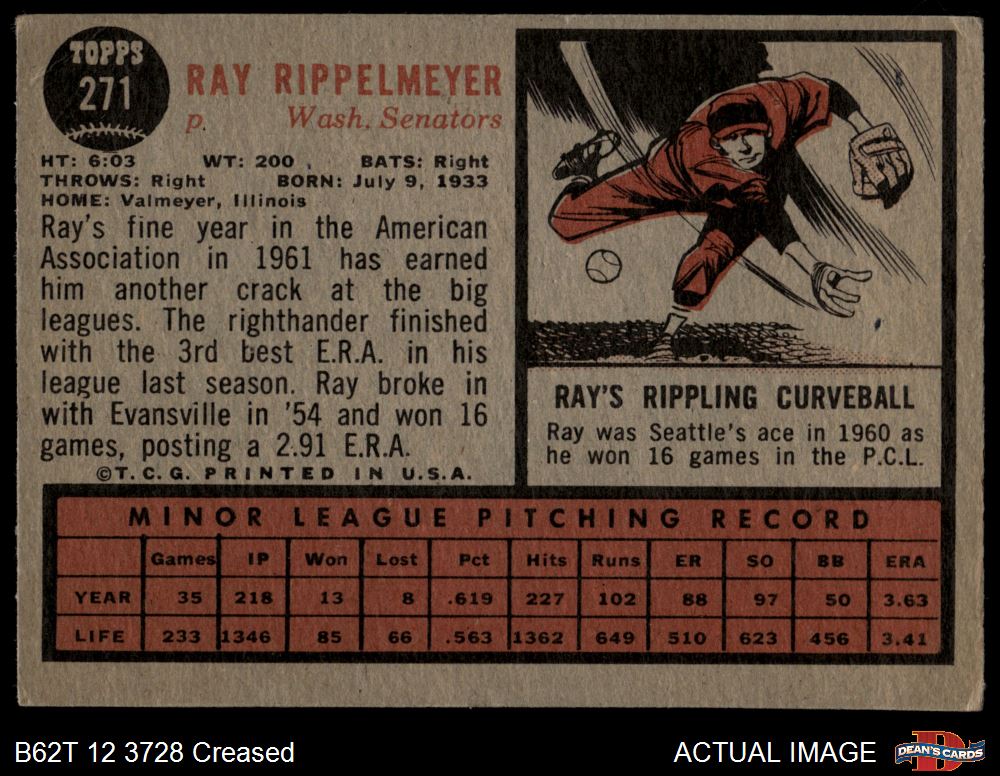 TOPPS
271
RAY RIPPELMEYER
p. Wash. Senators
HT: 6:03 WT: 200 BATS: Right
THROWS: Right BORN: July 9, 1933
HOME: Valmeyer, Illinois
Ray's fine year in the American
Association in 1961 has earned
him another crack at the big
leagues. The righthander finished
with the 3rd best E.R.A. in his
league last season. Ray broke in
with Evansville in '54 and won 16
games, posting a 2.91 E.R.A.
©T.C.G. PRINTED IN U.S.A.
RAY'S RIPPLING CURVEBALL
Ray was Seattle's ace in 1960 as
he won 16 games in the P.C.L.
MINOR LEAGUE PITCHING RECORD
Games IP Won Lost Pct Hits Runs ER SO BB ERA
YEAR 35 218 13 8 .619 227 102 88 97 50 3.63
LIFE 233 1346 85 66 .563 1362 649 510 623 456 3.41
B62T 12 3728 Creased
ACTUAL IMAGE
D
DEAN'S CARDS